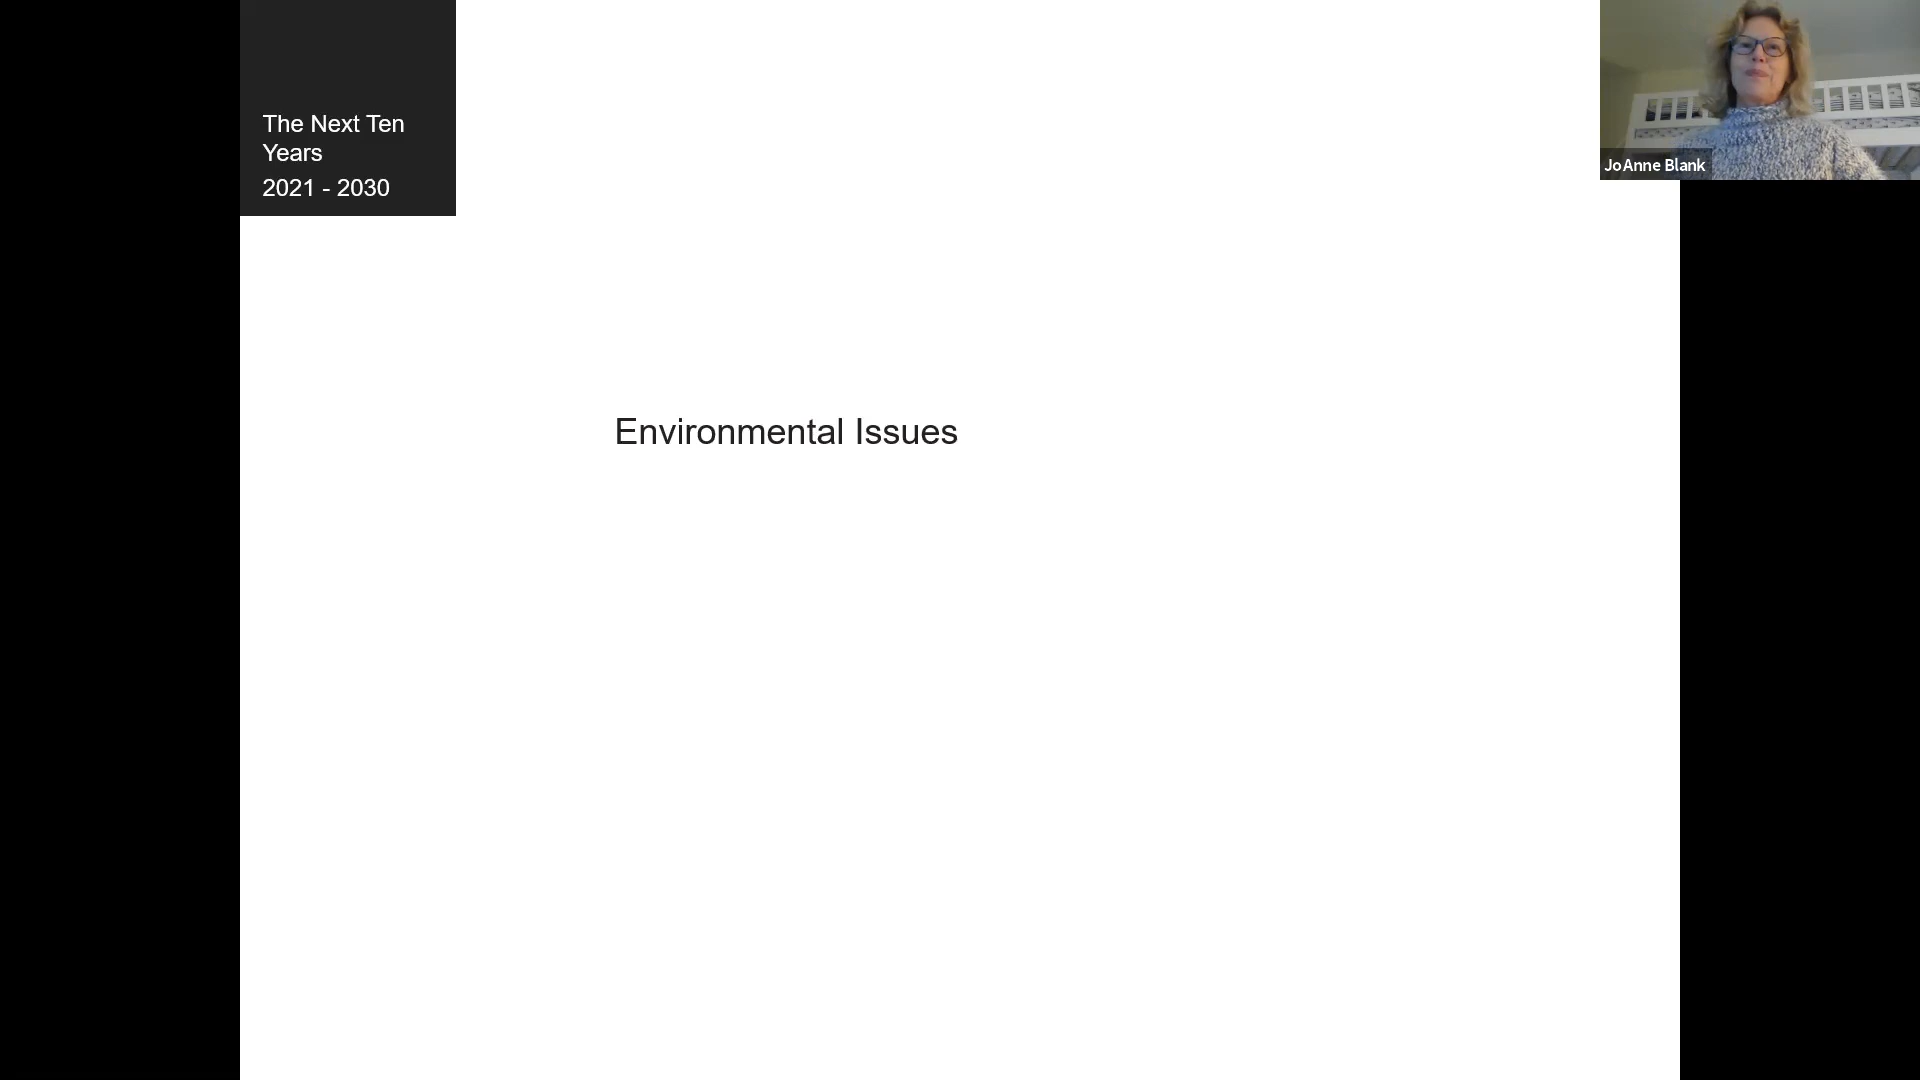 The Next Ten
Years
2021 - 2030
JoAnne Blank
Environmental Issues